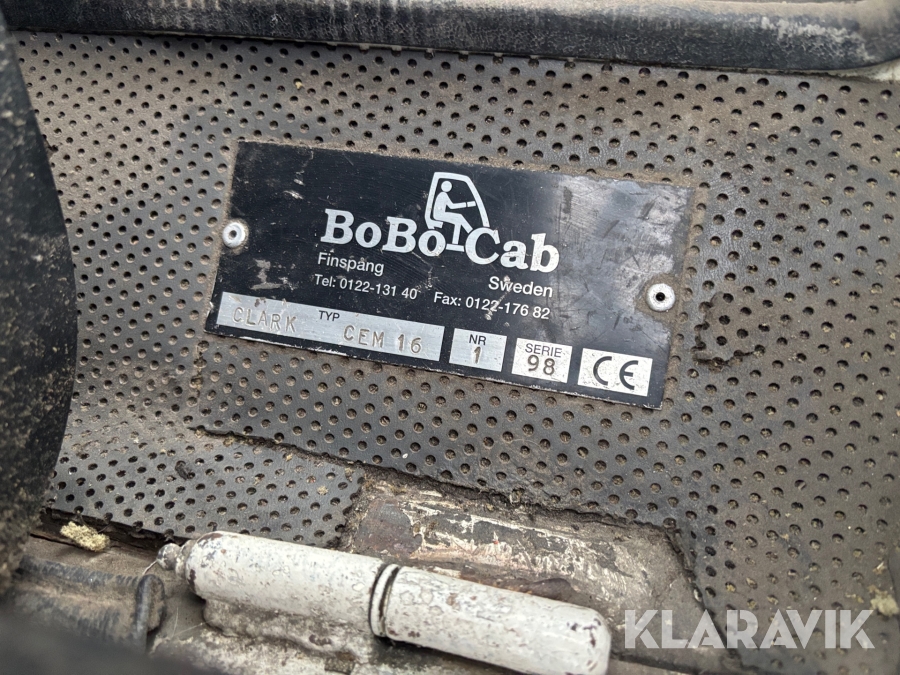 KLARAVIK
BoBo Cab
Finspång Sweden
Tel: 0122-131 40 Fax: 0122-176 82
CLARK TYP CEM 16 NR 1 SERIE 98 CE
KLARAVIK